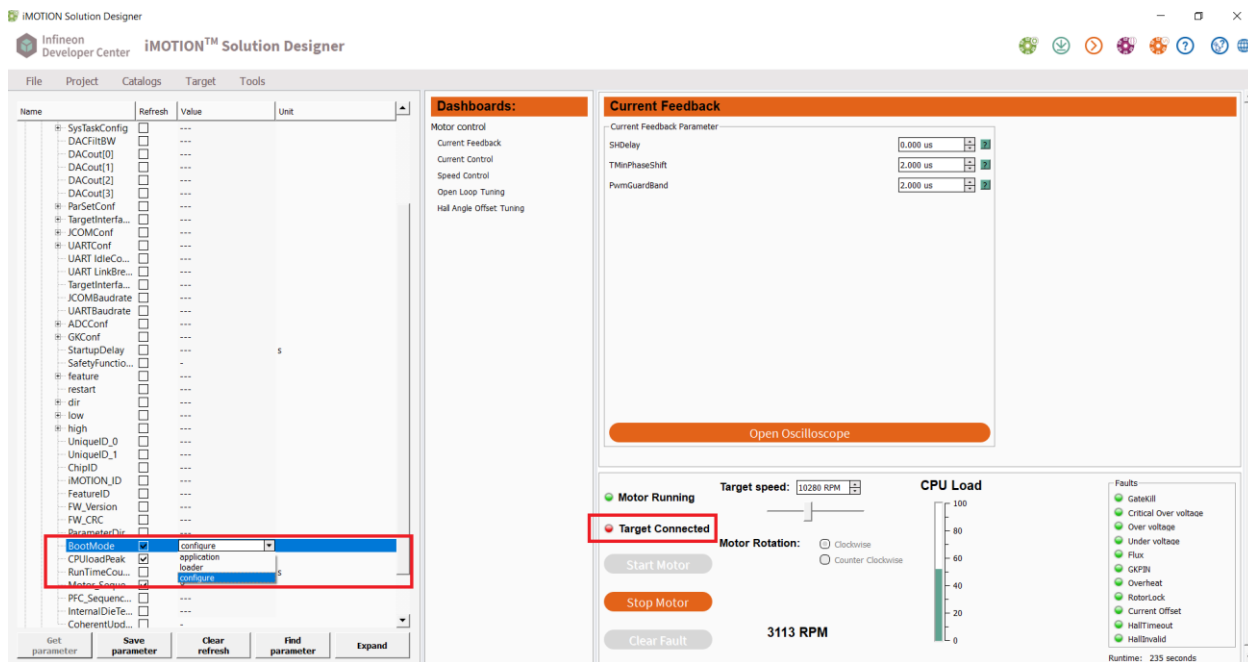 iMOTION Solution Designer
Infineon
Developer Center
iMOTION™ Solution Designer
File Project Catalogs Target Tools
Name Refresh Value Unit
SysTaskConfig ---
DACFiltBW ---
DACout[0] ---
DACout[1] ---
DACout[2] ---
DACout[3] ---
ParSetConf ---
TargetInterfa... ---
JCOMConf ---
UARTConf ---
UART IdleCo... ---
UART LinkBre... ---
TargetInterfa... ---
JCOMBaudrate ---
UARTBaudrate ---
ADCConf ---
GKConf ---
StartupDelay --- s
SafetyFunctio... -
feature ---
restart ---
dir ---
low ---
high ---
UniqueID_0 ---
UniqueID_1 ---
ChipID ---
iMOTION_ID ---
FeatureID ---
FW_Version ---
FW_CRC ---
ParameterDir ---
BootMode configure
CPUloadPeak application
loader
RunTimeCou... configure s
Motor_Seque...
PFC_Sequenc... ---
InternalDieTe... ---
CoherentUpd... -
Get parameter
Save parameter
Clear refresh
Find parameter
Expand
Dashboards:
Motor control
Current Feedback
Current Control
Speed Control
Open Loop Tuning
Hall Angle Offset Tuning
Current Feedback
Current Feedback Parameter
SHDelay 0.000 us ?
TMinPhaseShift 2.000 us ?
PwmGuardBand 2.000 us ?
Open Oscilloscope
Motor Running
Target Connected
Start Motor
Stop Motor
Clear Fault
Target speed: 10280 RPM
Motor Rotation: Clockwise
Counter Clockwise
3113 RPM
CPU Load
100
80
60
40
20
0
Faults
GateKill
Critical Over voltage
Over voltage
Under voltage
Flux
GKPIN
Overheat
RotorLock
Current Offset
HallTimeout
HallInvalid
Runtime: 235 seconds